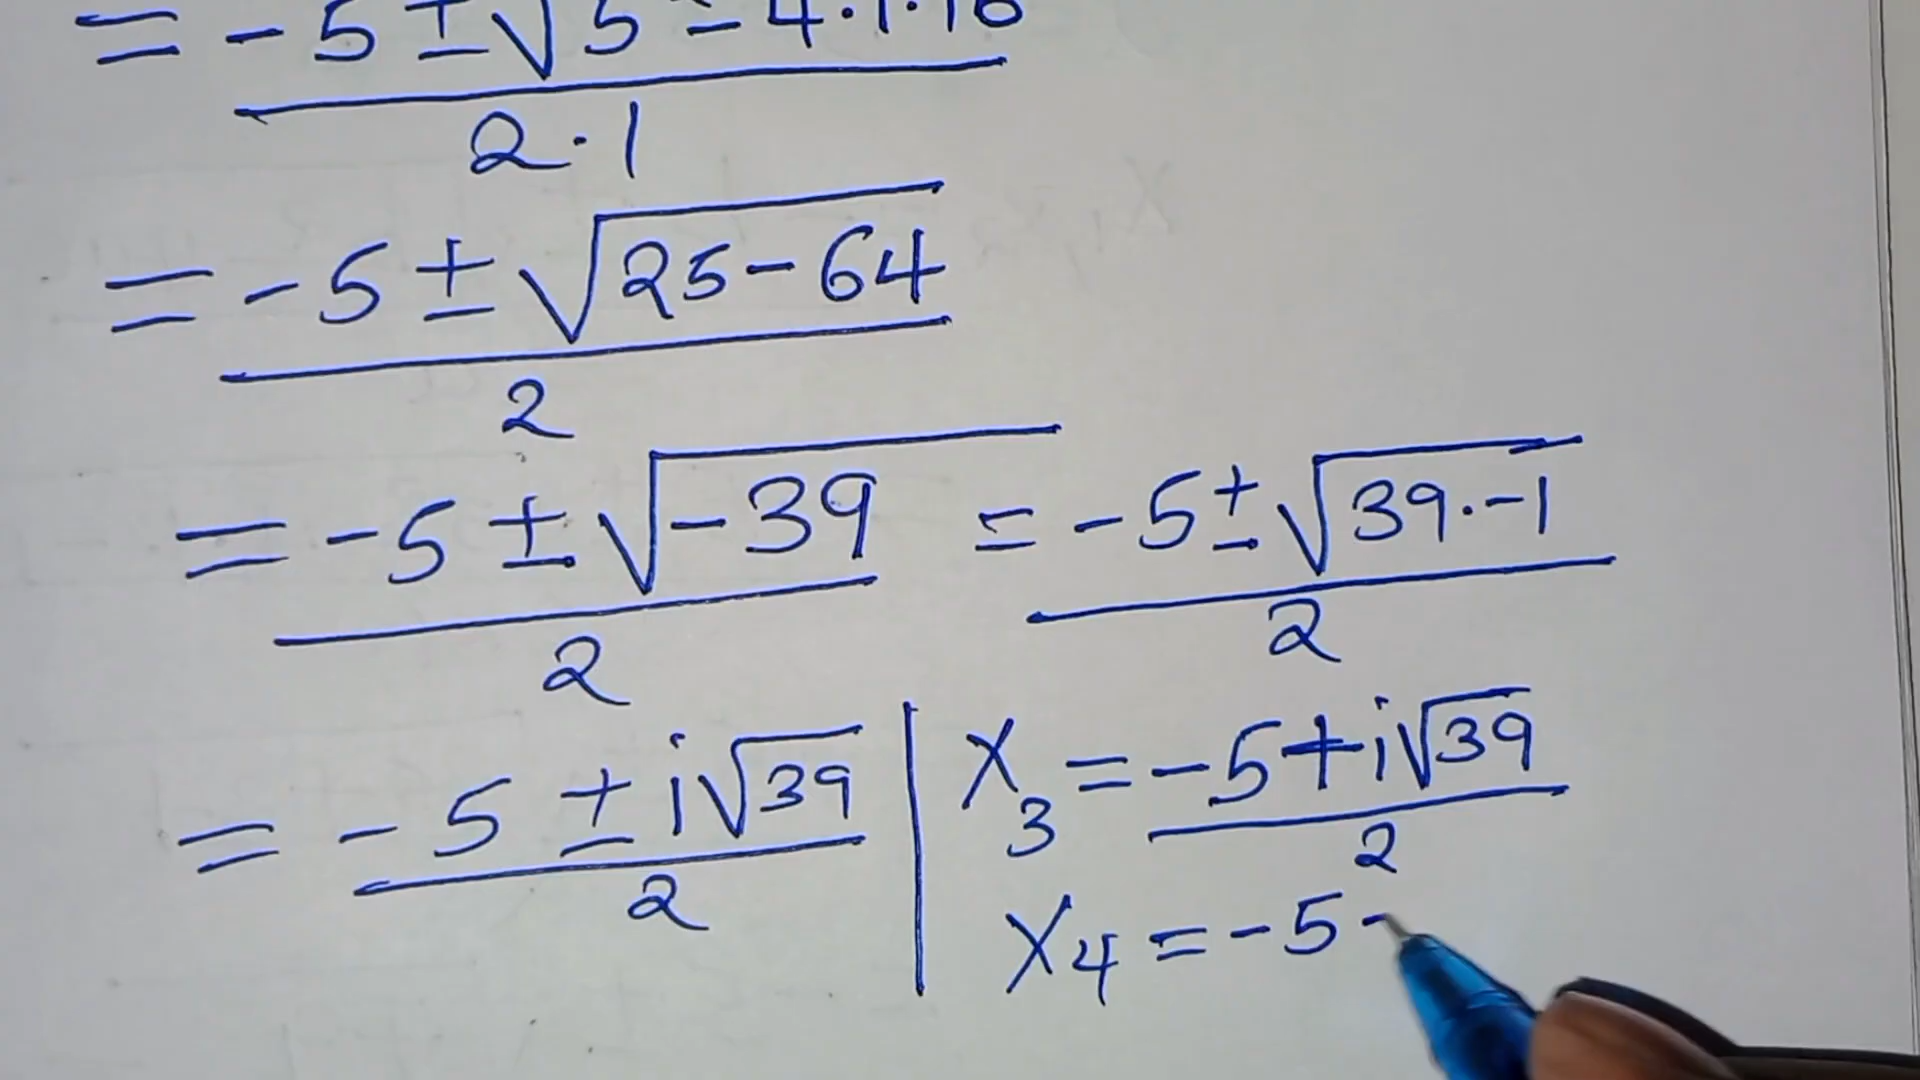 = -5 ± √5 - 4·1·16
2·1
= -5 ± √25-64
2
= -5 ± √-39 = -5 ± √39·-1
2 2
= -5 ± i√39 | X₃ = -5+i√39
2 2
X₄ = -5-